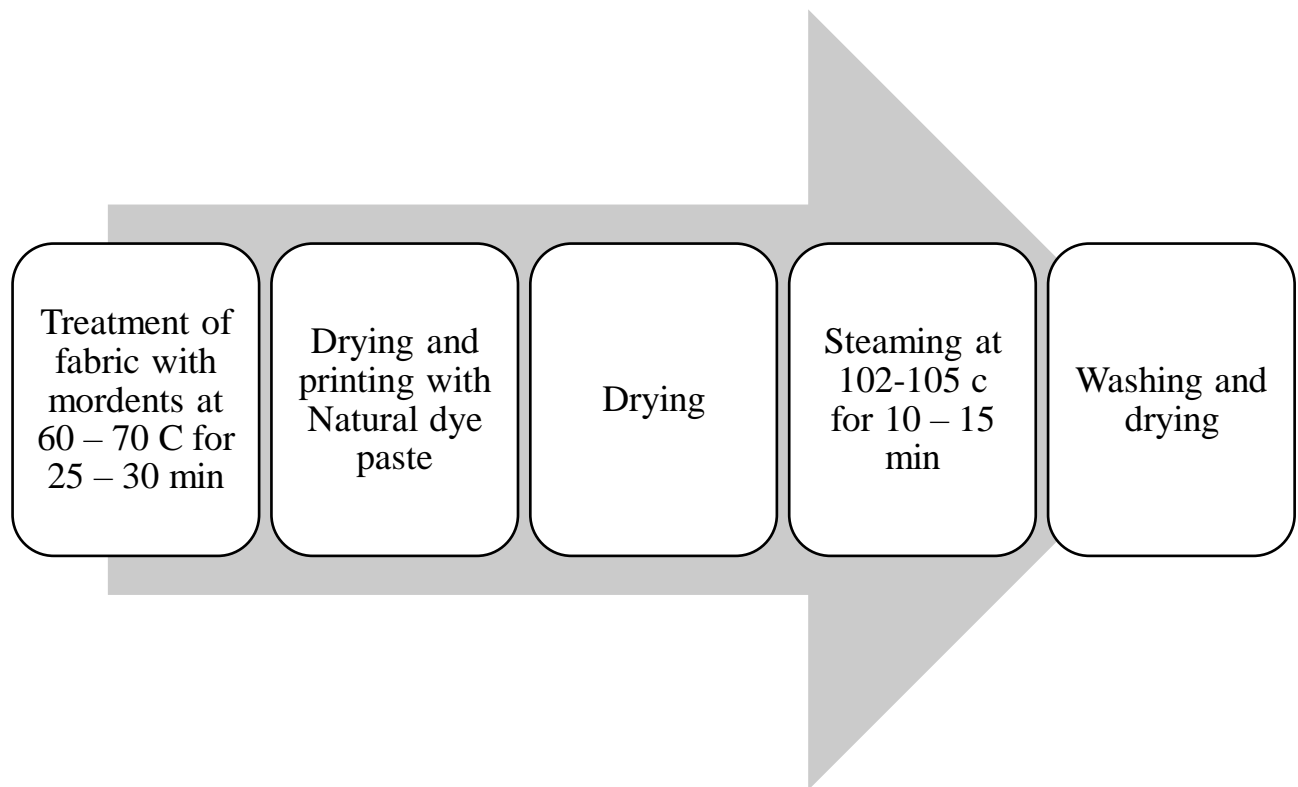 Treatment of
fabric with
mordents at
60 – 70 C for
25 – 30 min
Drying and
printing with
Natural dye
paste
Drying
Steaming at
102-105 c
for 10 – 15
min
Washing and
drying